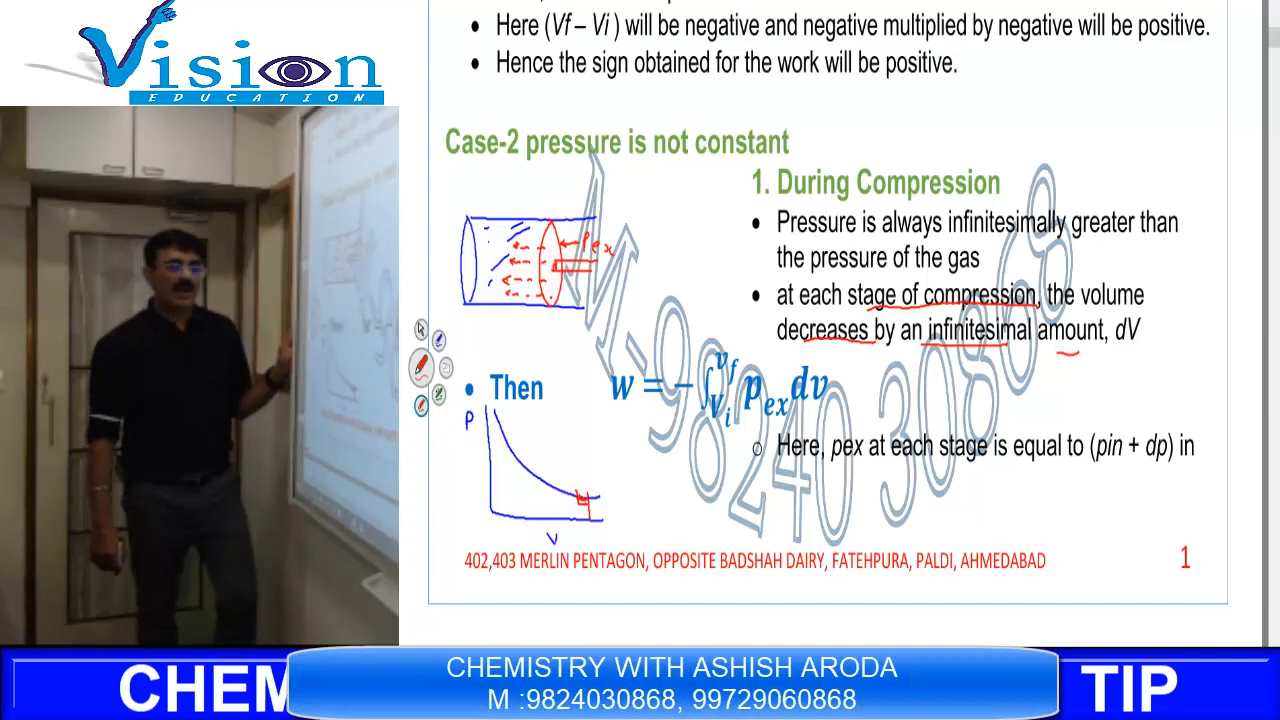 Vision
EDUCATION
• Here (Vf – Vi ) will be negative and negative multiplied by negative will be positive.
• Hence the sign obtained for the work will be positive.
Case-2 pressure is not constant
1. During Compression
• Pressure is always infinitesimally greater than
the pressure of the gas
• at each stage of compression, the volume
decreases by an infinitesimal amount, dV
Pex
• Then w = − ∫ᵥᵢᵛᶠ pₑₓdv
P
V
○ Here, pex at each stage is equal to (pin + dp) in
M-98240 30868
402,403 MERLIN PENTAGON, OPPOSITE BADSHAH DAIRY, FATEHPURA, PALDI, AHMEDABAD
1
CHEM
CHEMISTRY WITH ASHISH ARODA
M :9824030868, 99729060868
TIP